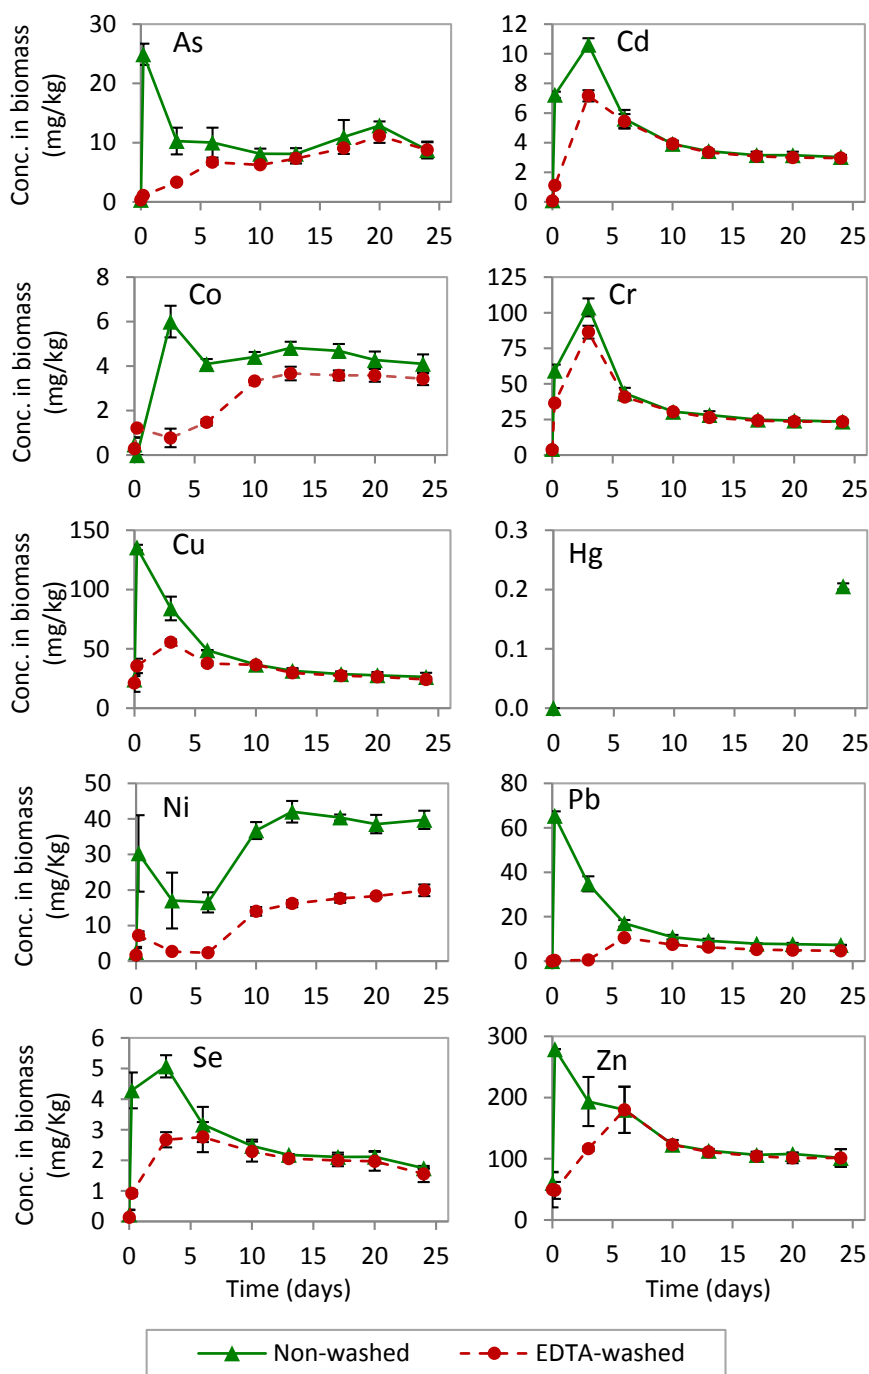 As
Conc. in biomass
(mg/kg)
30
20
10
0
0 5 10 15 20 25
Cd
12
10
8
6
4
2
0
0 5 10 15 20 25
Co
Conc. in biomass
(mg/kg)
8
6
4
2
0
0 5 10 15 20 25
Cr
125
100
75
50
25
0
0 5 10 15 20 25
Cu
Conc. in biomass
(mg/kg)
150
100
50
0
0 5 10 15 20 25
Hg
0.3
0.2
0.1
0.0
0 5 10 15 20 25
Ni
Conc. in biomass
(mg/Kg)
50
40
30
20
10
0
0 5 10 15 20 25
Pb
80
60
40
20
0
0 5 10 15 20 25
Se
Conc. in biomass
(mg/Kg)
6
5
4
3
2
1
0
0 5 10 15 20 25
Time (days)
Zn
300
200
100
0
0 5 10 15 20 25
Time (days)
Non-washed EDTA-washed